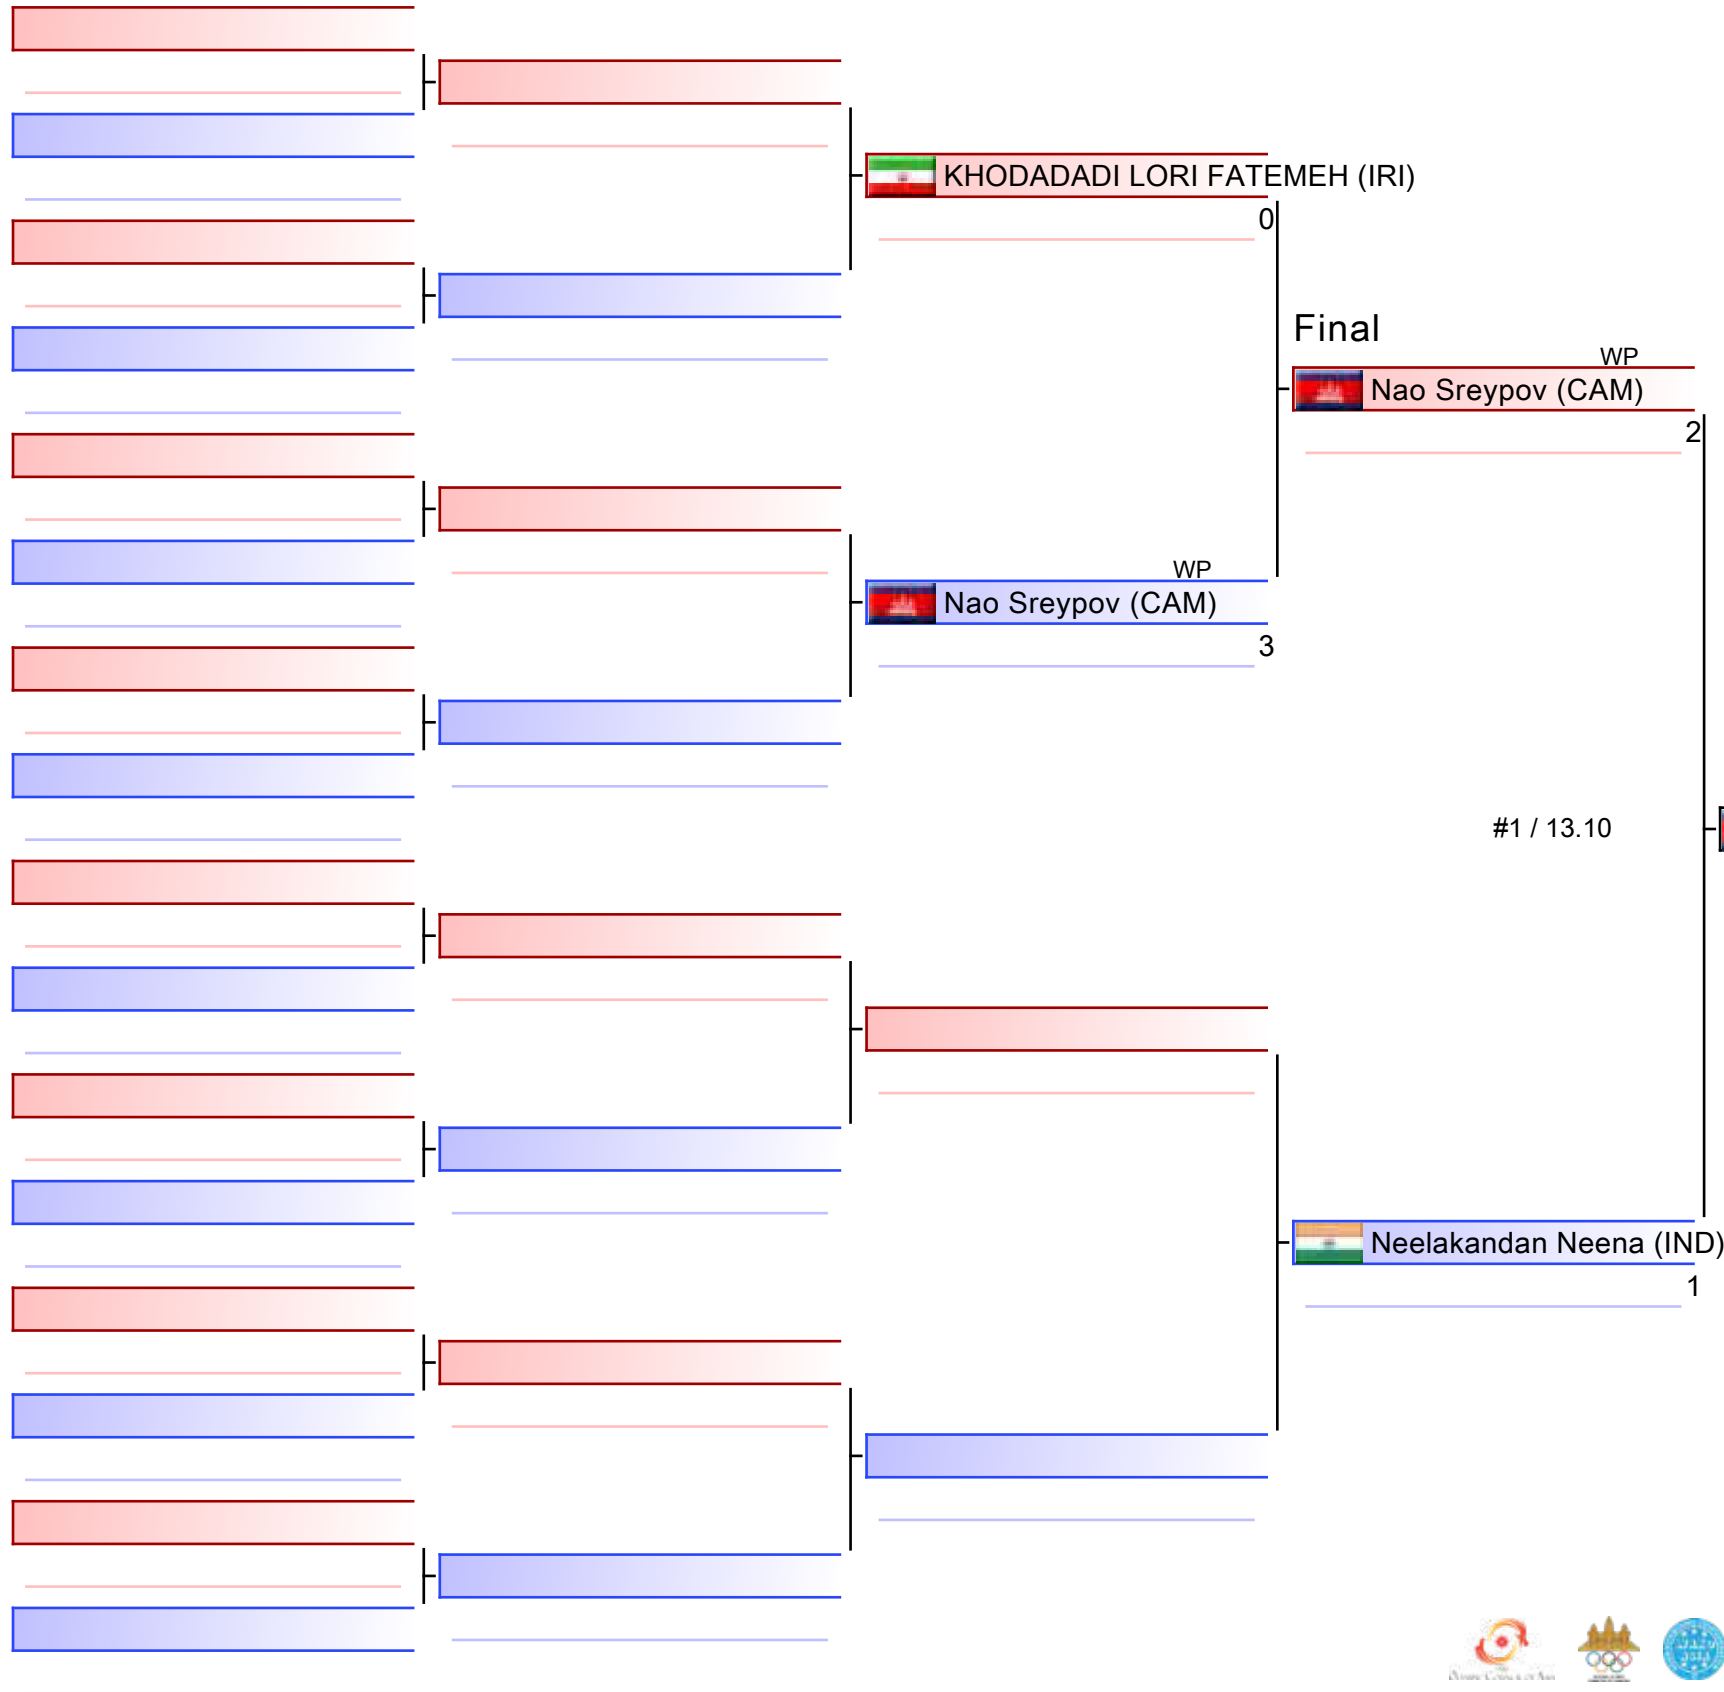 KHODADADI LORI FATEMEH (IRI)
0
Final
WP
Nao Sreypov (CAM)
2
WP
Nao Sreypov (CAM)
3
#1 / 13.10
Neelakandan Neena (IND)
1